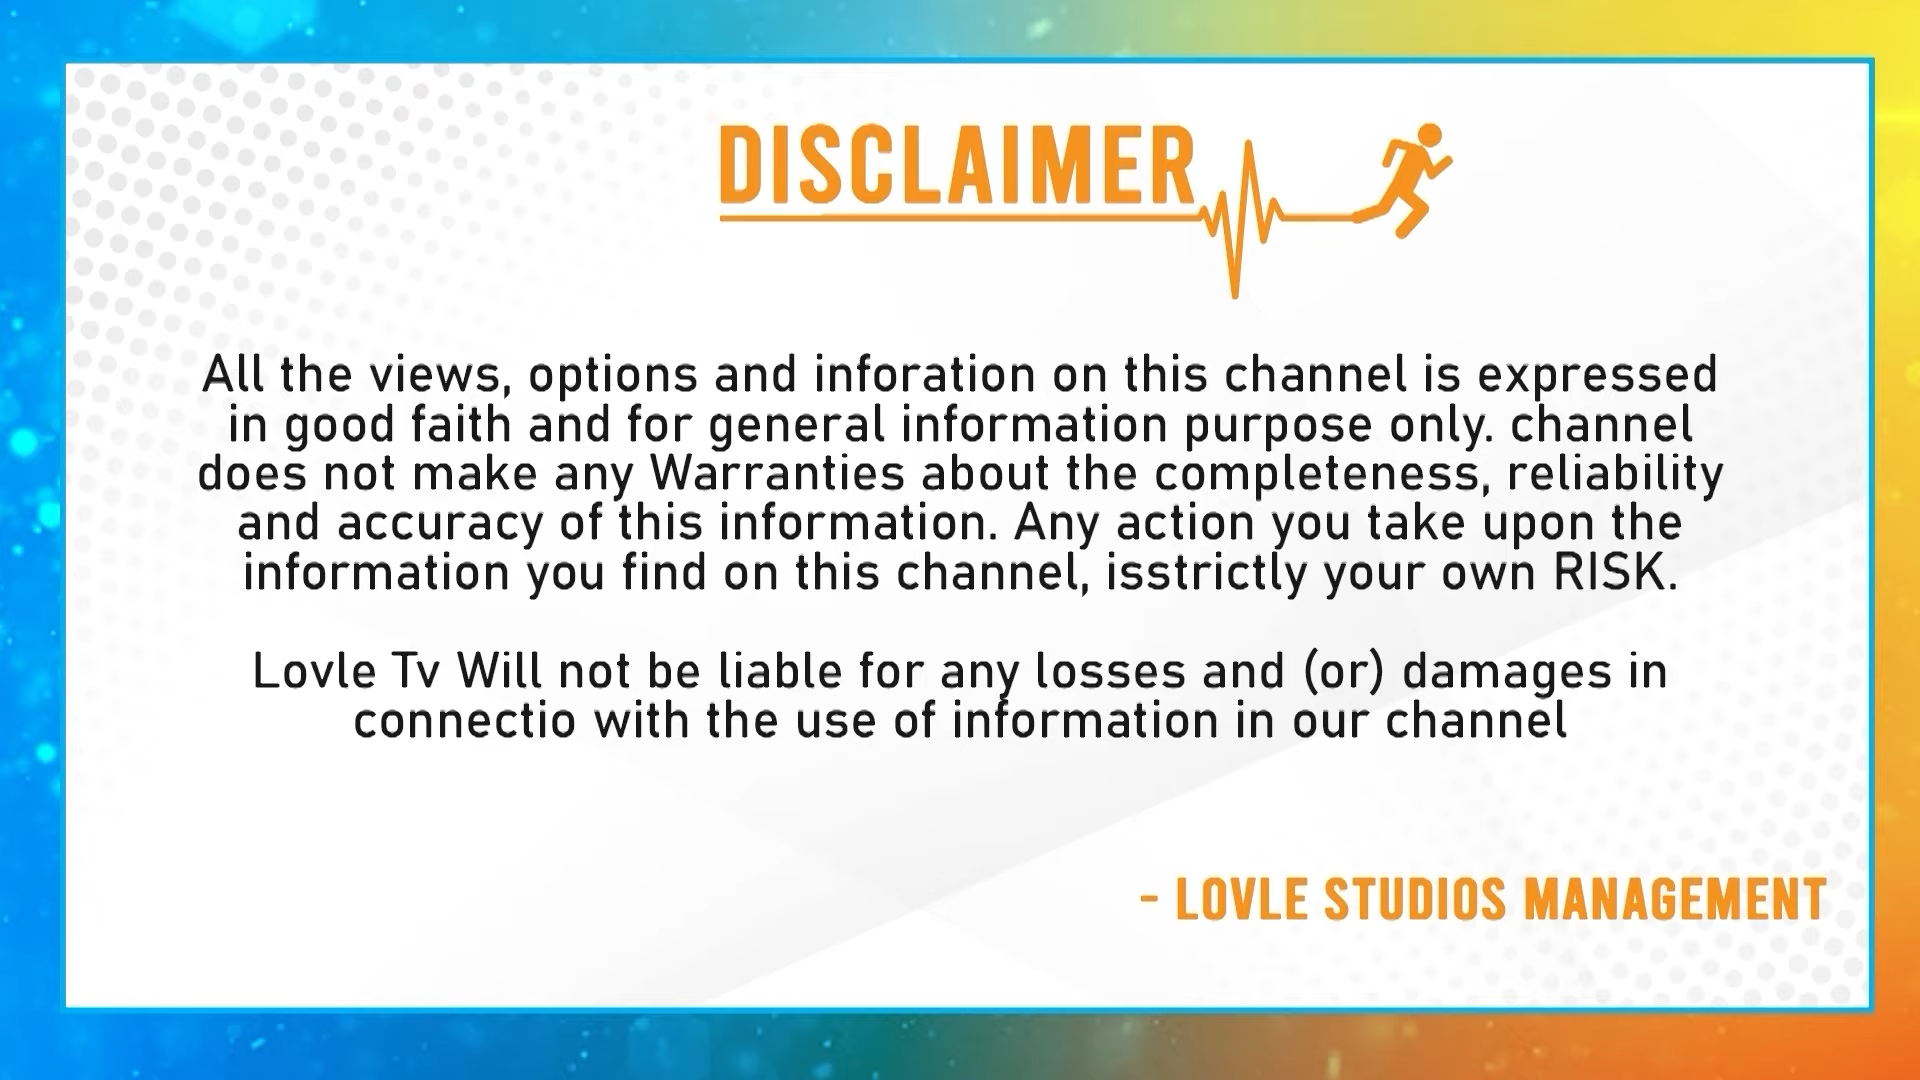 DISCLAIMER
All the views, options and inforation on this channel is expressed
in good faith and for general information purpose only. channel
does not make any Warranties about the completeness, reliability
and accuracy of this information. Any action you take upon the
information you find on this channel, isstrictly your own RISK.
Lovle Tv Will not be liable for any losses and (or) damages in
connectio with the use of information in our channel
- LOVLE STUDIOS MANAGEMENT